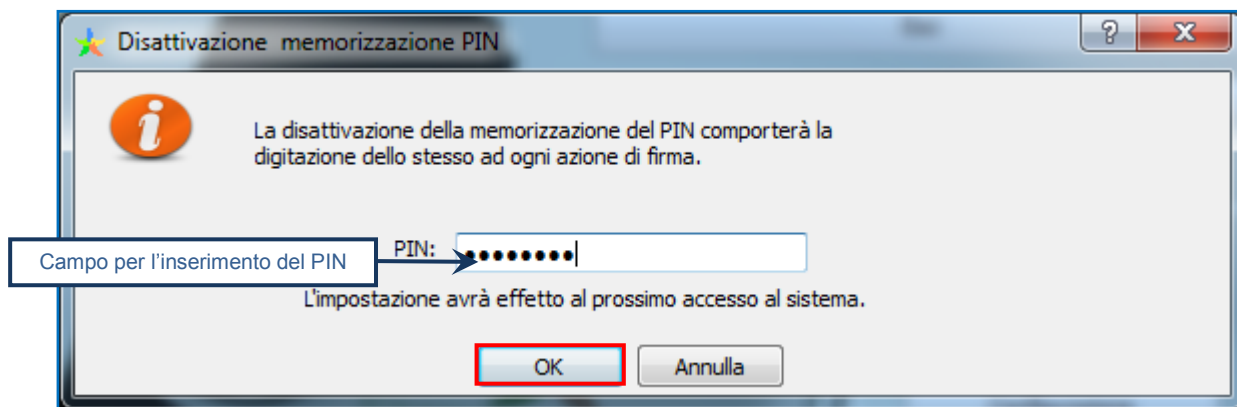 Disattivazione memorizzazione PIN
La disattivazione della memorizzazione del PIN comporterà la
digitazione dello stesso ad ogni azione di firma.
Campo per l’inserimento del PIN
PIN: ••••••••
L'impostazione avrà effetto al prossimo accesso al sistema.
OK Annulla